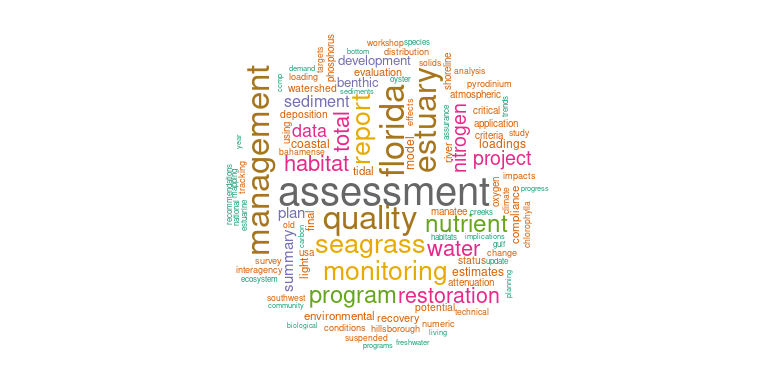 workshop species
bottom distribution
phosphorus
targets
demand development solids
loading evaluation analysis
ccmp watershed benthic oyster shoreline pyrodinium
sediments atmospheric
management sediment report florida estuary
deposition effects critical trends
data total assurance nitrogen application
using coastal model criteria study
year bahamense river loadings
habitat project
tracking tidal impacts
recommendations
national mapping
estuarine
assessment oxygen climate progress
plan quality manatee creeks compliance
old final nutrient chlorophylla
carbon habitats implications
summary usa seagrass water gulf
change
survey light monitoring status update
interagency estimates
ecosystem attenuation
southwest program restoration planning
community potential
environmental recovery technical
biological conditions hillsborough numeric
suspended living
programs freshwater